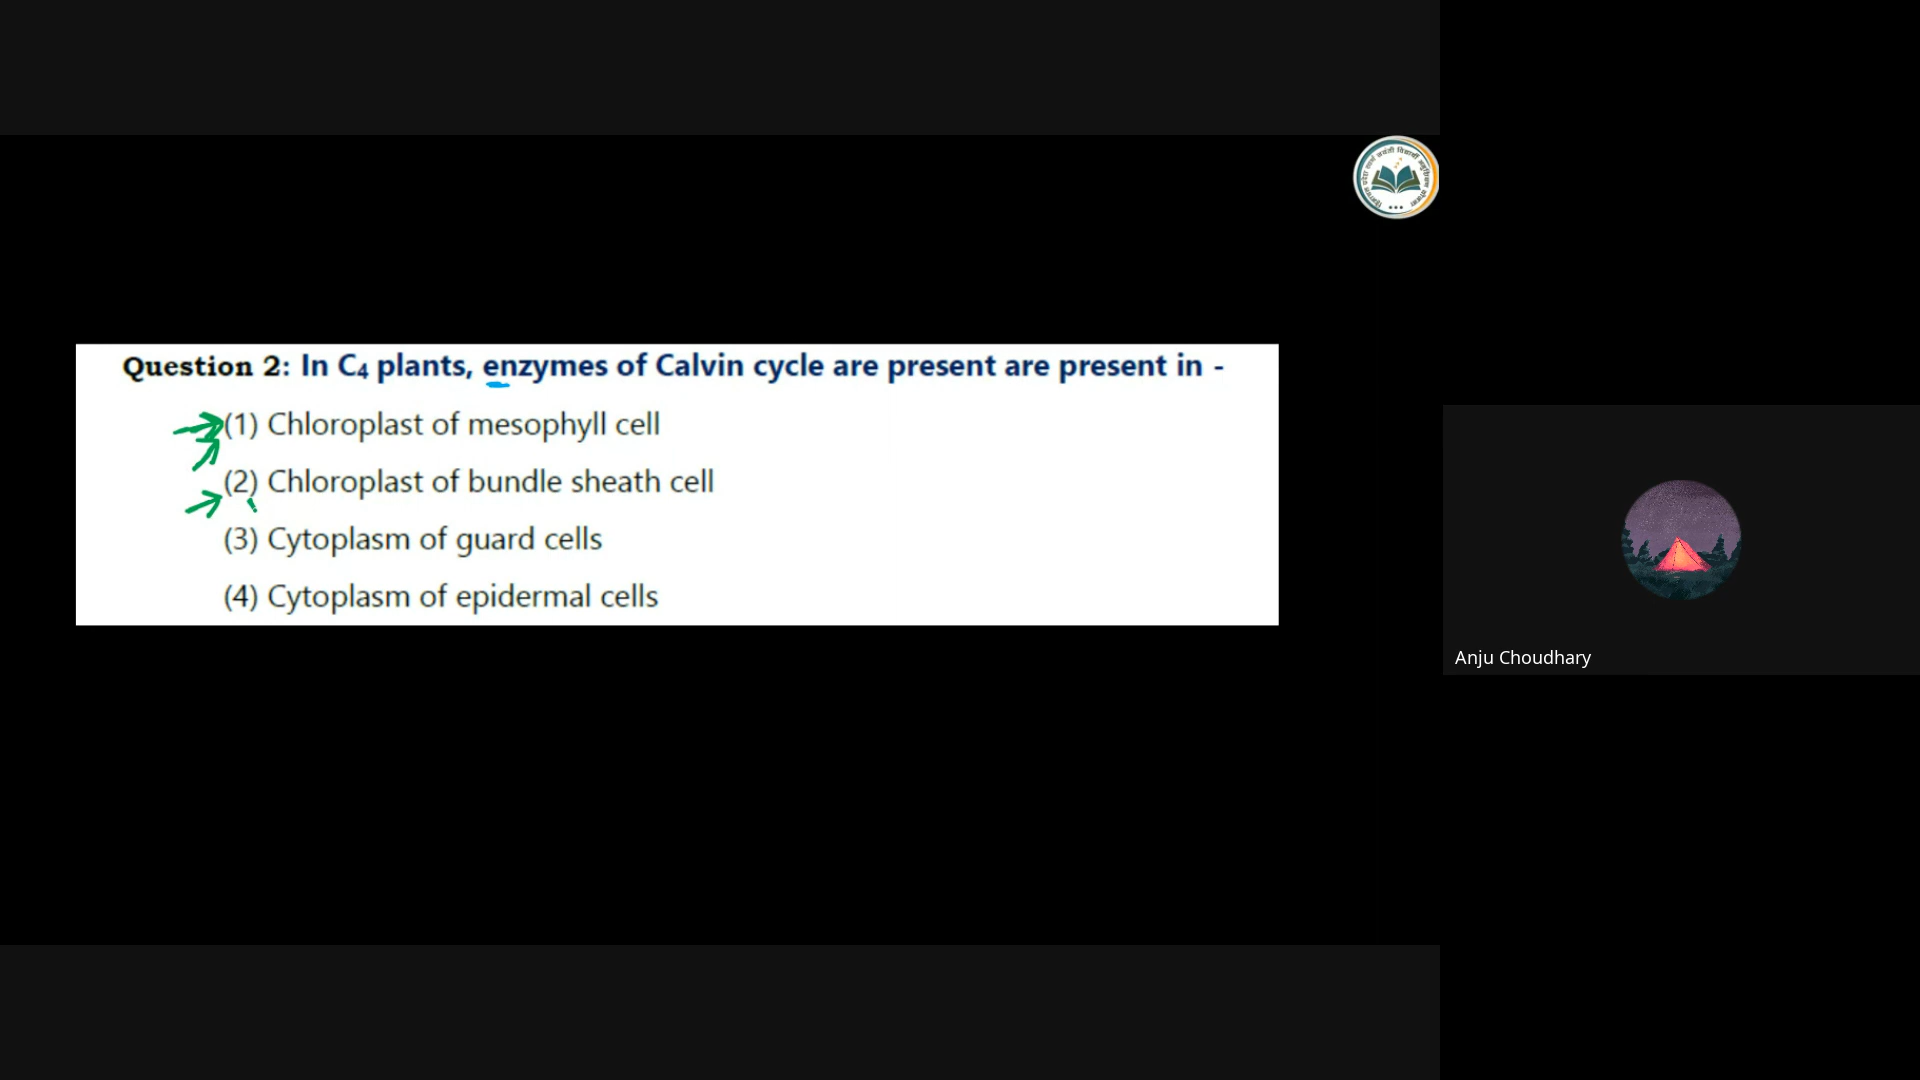 Question 2: In C₄ plants, enzymes of Calvin cycle are present are present in -
(1) Chloroplast of mesophyll cell
(2) Chloroplast of bundle sheath cell
(3) Cytoplasm of guard cells
(4) Cytoplasm of epidermal cells
Anju Choudhary